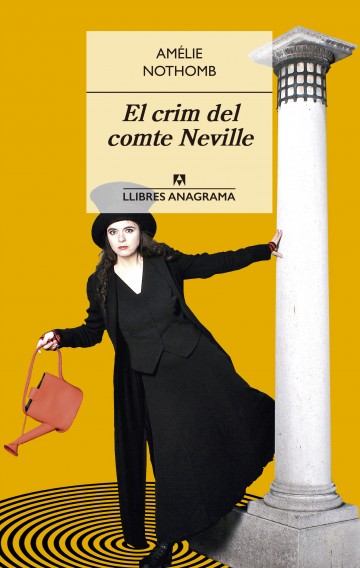 AMÉLIE
NOTHOMB
El crim del
comte Neville
LLIBRES ANAGRAMA